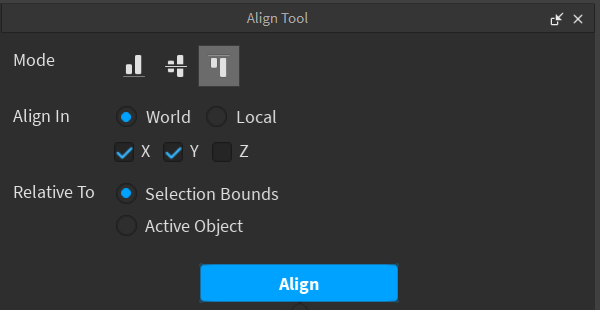 Align Tool
Mode
Align In World Local
X Y Z
Relative To Selection Bounds
Active Object
Align